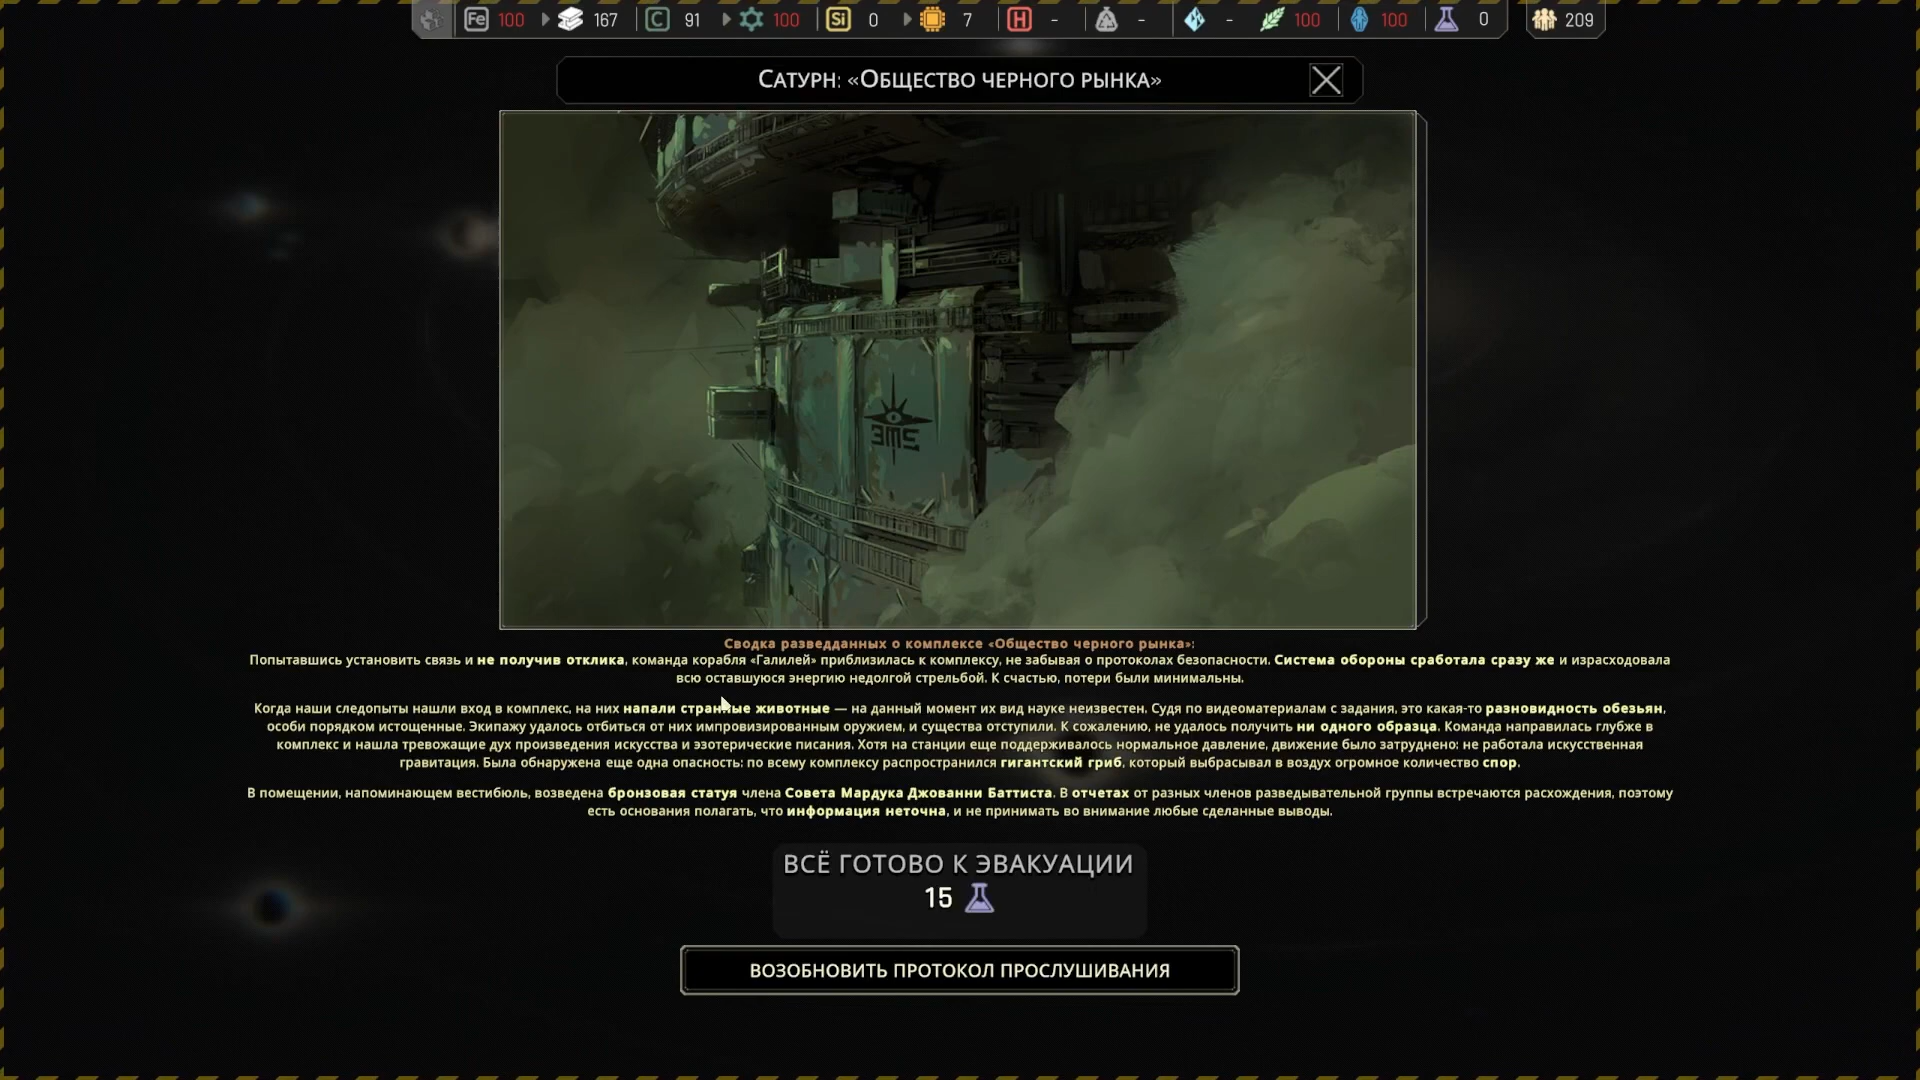 Fe 100 167 C 91 100 Si 0 7 H - - - 100 100 0 209
САТУРН: «ОБЩЕСТВО ЧЕРНОГО РЫНКА»
Сводка разведданных о комплексе «Общество черного рынка»:
Попытавшись установить связь и не получив отклика, команда корабля «Галилей» приблизилась к комплексу, не забывая о протоколах безопасности. Система обороны сработала сразу же и израсходовала
всю оставшуюся энергию недолгой стрельбой. К счастью, потери были минимальны.
Когда наши следопыты нашли вход в комплекс, на них напали странные животные — на данный момент их вид науке неизвестен. Судя по видеоматериалам с задания, это какая-то разновидность обезьян,
особи порядком истощенные. Экипажу удалось отбиться от них импровизированным оружием, и существа отступили. К сожалению, не удалось получить ни одного образца. Команда направилась глубже в
комплекс и нашла тревожащие дух произведения искусства и эзотерические писания. Хотя на станции еще поддерживалось нормальное давление, движение было затруднено: не работала искусственная
гравитация. Была обнаружена еще одна опасность: по всему комплексу распространился гигантский гриб, который выбрасывал в воздух огромное количество спор.
В помещении, напоминающем вестибюль, возведена бронзовая статуя члена Совета Мардука Джованни Баттиста. В отчетах от разных членов разведывательной группы встречаются расхождения, поэтому
есть основания полагать, что информация неточна, и не принимать во внимание любые сделанные выводы.
ВСЁ ГОТОВО К ЭВАКУАЦИИ
15
ВОЗОБНОВИТЬ ПРОТОКОЛ ПРОСЛУШИВАНИЯ